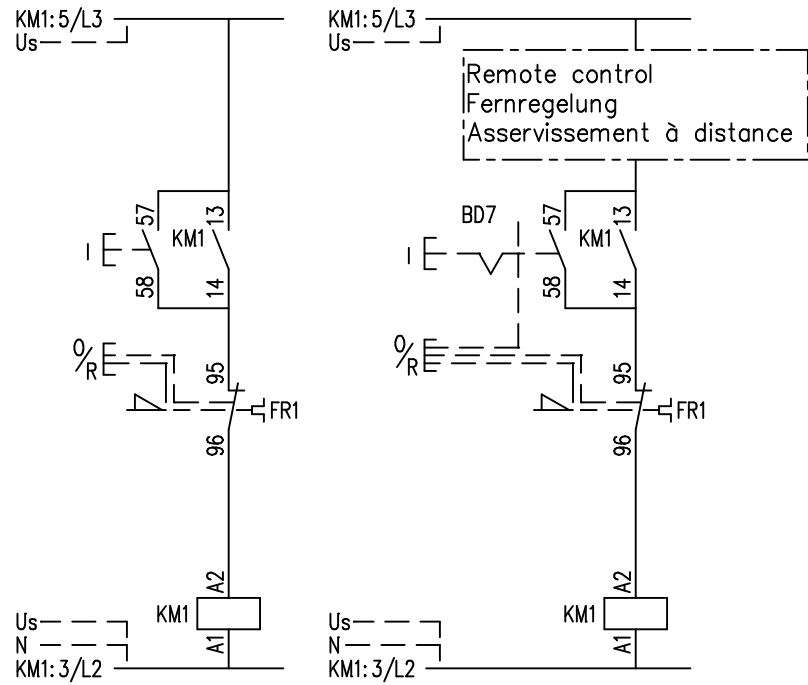 KM1:5/L3
Us
57
13
I
KM1
58
14
O/R
95
FR1
96
A2
KM1
A1
Us
N
KM1:3/L2
KM1:5/L3
Us
Remote control
Fernregelung
Asservissement à distance
BD7
57
13
I
KM1
58
14
O/R
95
FR1
96
A2
KM1
A1
Us
N
KM1:3/L2